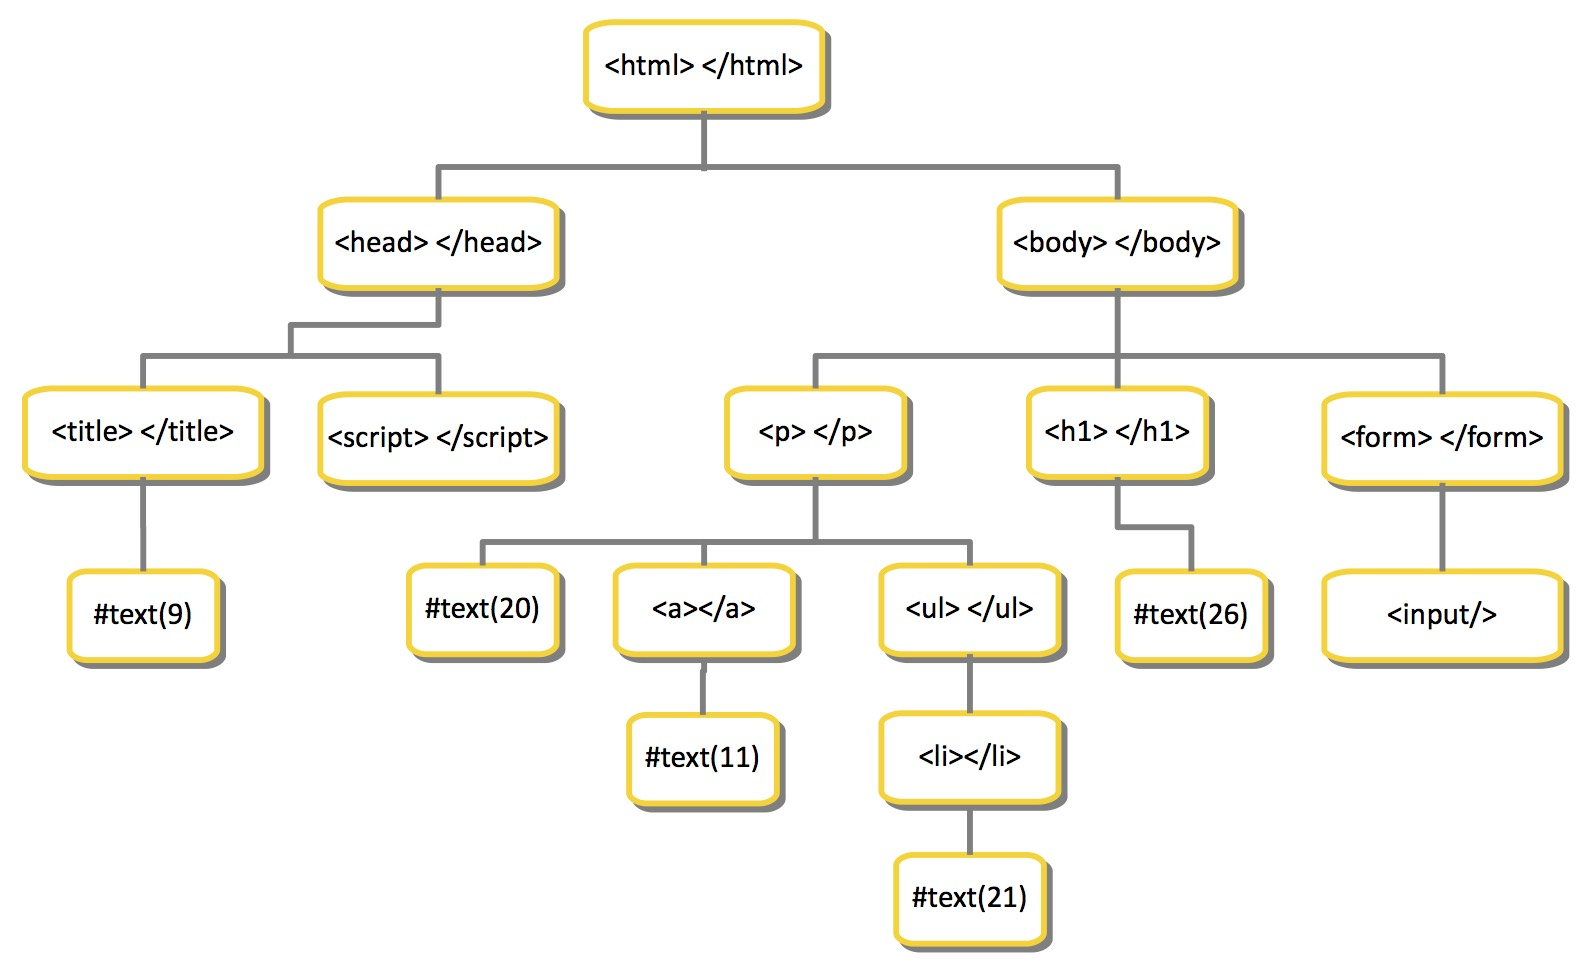 <html> </html>
<head> </head>
<body> </body>
<title> </title>
<script> </script>
<p> </p>
<h1> </h1>
<form> </form>
#text(9)
#text(20)
<a></a>
<ul> </ul>
#text(26)
<input/>
#text(11)
<li></li>
#text(21)